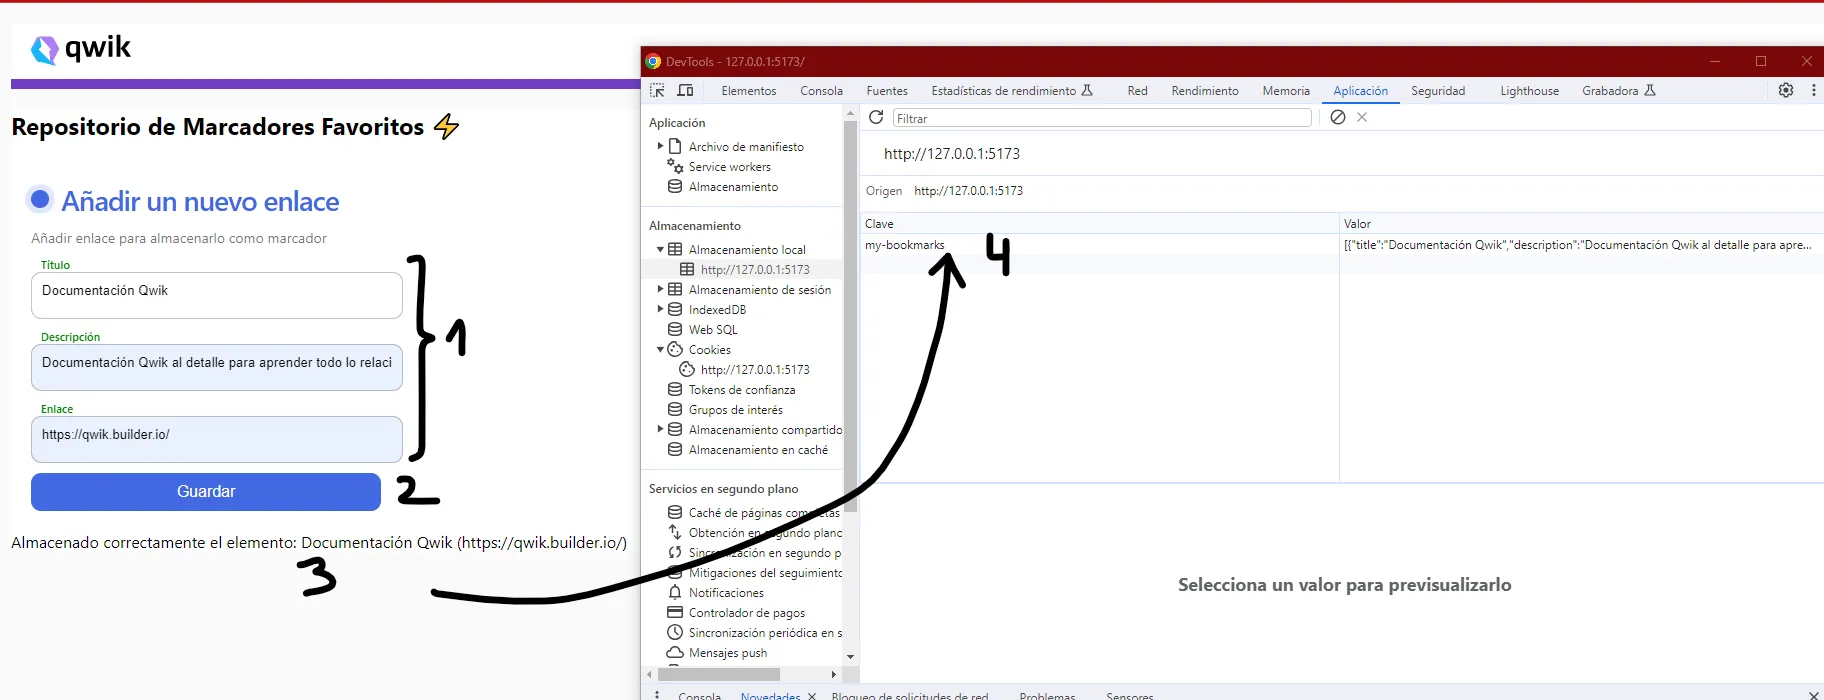 qwik
Repositorio de Marcadores Favoritos ⚡
Añadir un nuevo enlace
Añadir enlace para almacenarlo como marcador
Título
Documentación Qwik
Descripción
Documentación Qwik al detalle para aprender todo lo relaci
Enlace
https://qwik.builder.io/
1
Guardar
2
Almacenado correctamente el elemento: Documentación Qwik (https://qwik.builder.io/)
3
DevTools - 127.0.0.1:5173/
Elementos Consola Fuentes Estadísticas de rendimiento Red Rendimiento Memoria Aplicación Seguridad Lighthouse Grabadora
Aplicación
Archivo de manifiesto
Service workers
Almacenamiento
Almacenamiento
Almacenamiento local
http://127.0.0.1:5173
Almacenamiento de sesión
IndexedDB
Web SQL
Cookies
http://127.0.0.1:5173
Tokens de confianza
Grupos de interés
Almacenamiento compartido
Almacenamiento en caché
Servicios en segundo plano
Caché de páginas completas
Obtención en segundo plano
Sincronización en segundo p
Mitigaciones del seguimiento
Notificaciones
Controlador de pagos
Sincronización periódica en s
Mensajes push
Filtrar
http://127.0.0.1:5173
Origen http://127.0.0.1:5173
Clave Valor
my-bookmarks [{"title":"Documentación Qwik","description":"Documentación Qwik al detalle para apre...
4
Selecciona un valor para previsualizarlo
Consola Novedades Bloqueo de solicitudes de red Problemas Sensores